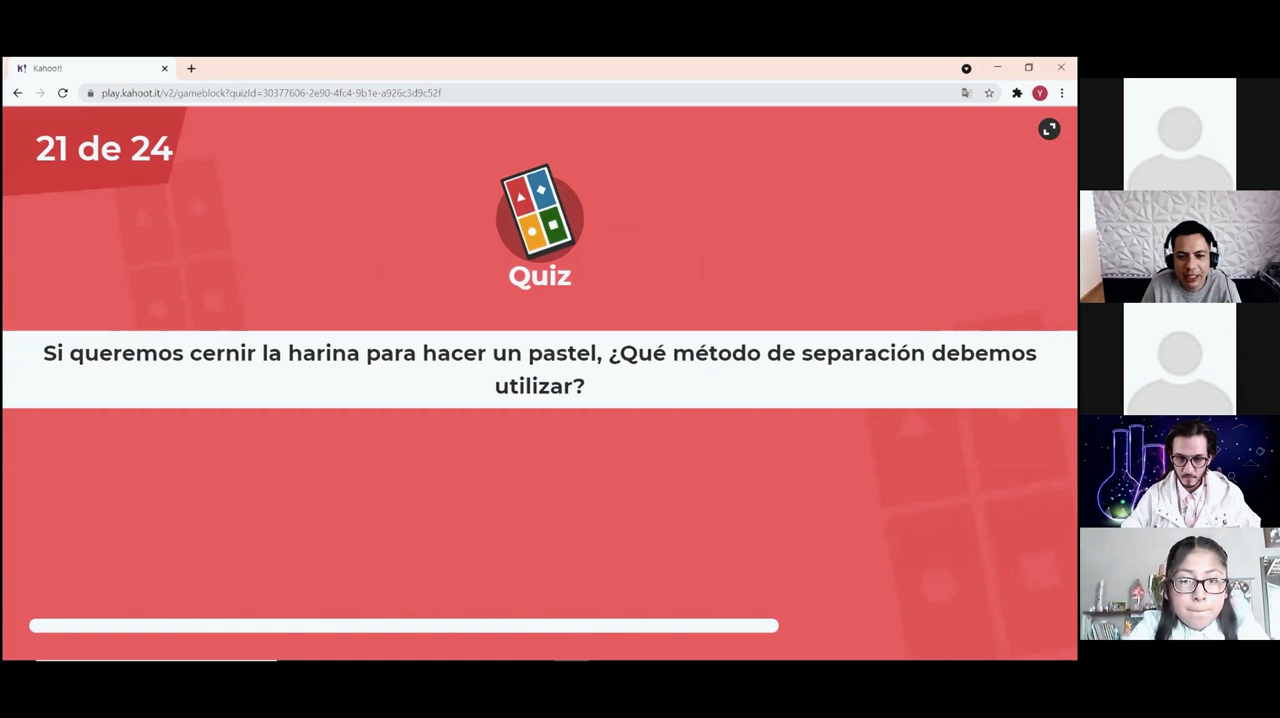 Kahoot!
play.kahoot.it/v2/gameblock?quizId=30377606-2e90-4fc4-9b1e-a926c3d9c52f
Y
21 de 24
Quiz
Si queremos cernir la harina para hacer un pastel, ¿Qué método de separación debemos
utilizar?